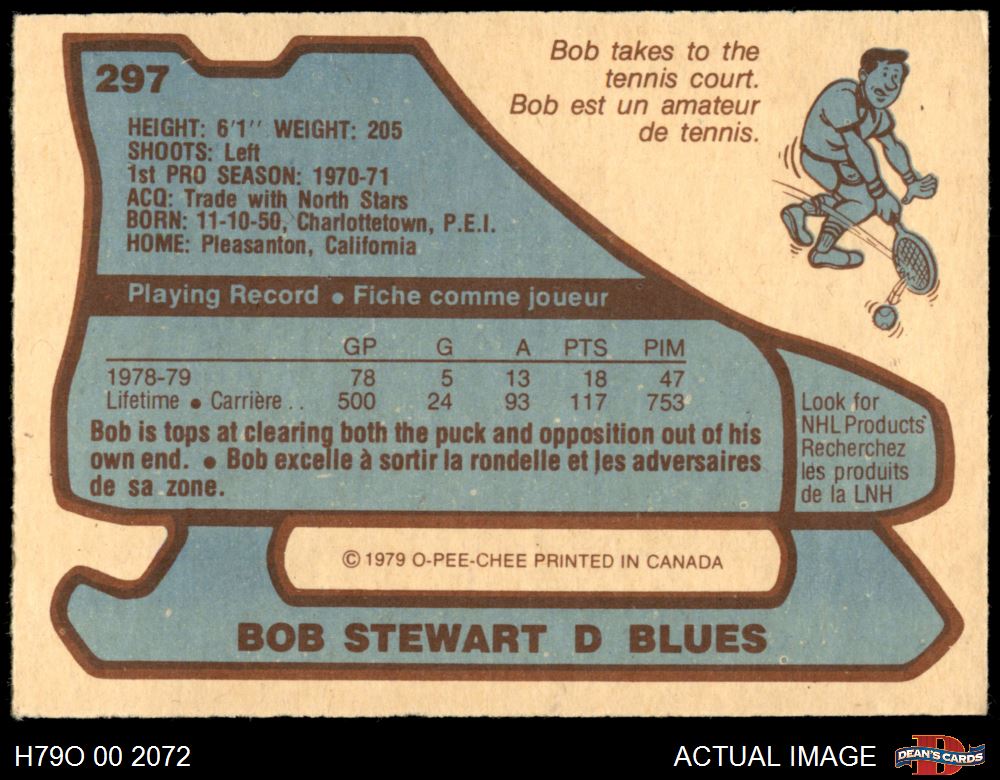 297
Bob takes to the
tennis court.
Bob est un amateur
de tennis.
HEIGHT: 6'1'' WEIGHT: 205
SHOOTS: Left
1st PRO SEASON: 1970-71
ACQ: Trade with North Stars
BORN: 11-10-50, Charlottetown, P.E.I.
HOME: Pleasanton, California
Playing Record • Fiche comme joueur
GP G A PTS PIM
1978-79 78 5 13 18 47
Lifetime • Carrière .. 500 24 93 117 753
Bob is tops at clearing both the puck and opposition out of his
own end. • Bob excelle à sortir la rondelle et les adversaires
de sa zone.
Look for
NHL Products
Recherchez
les produits
de la LNH
© 1979 O-PEE-CHEE PRINTED IN CANADA
BOB STEWART D BLUES
H79O 00 2072
ACTUAL IMAGE
DEAN'S CARDS